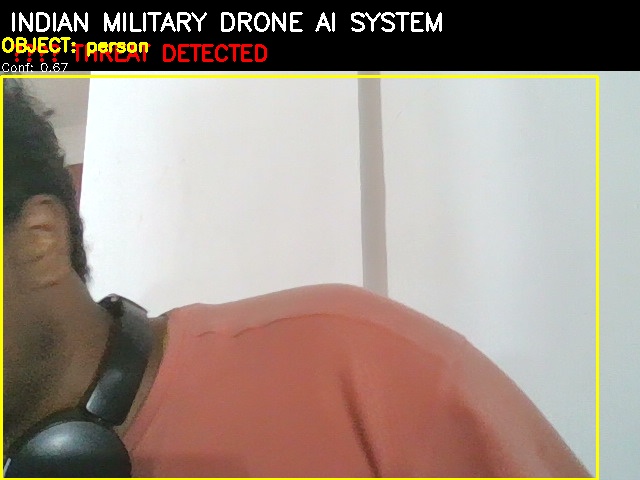 INDIAN MILITARY DRONE AI SYSTEM
OBJECT: person
???? THREAT DETECTED
Conf: 0.67